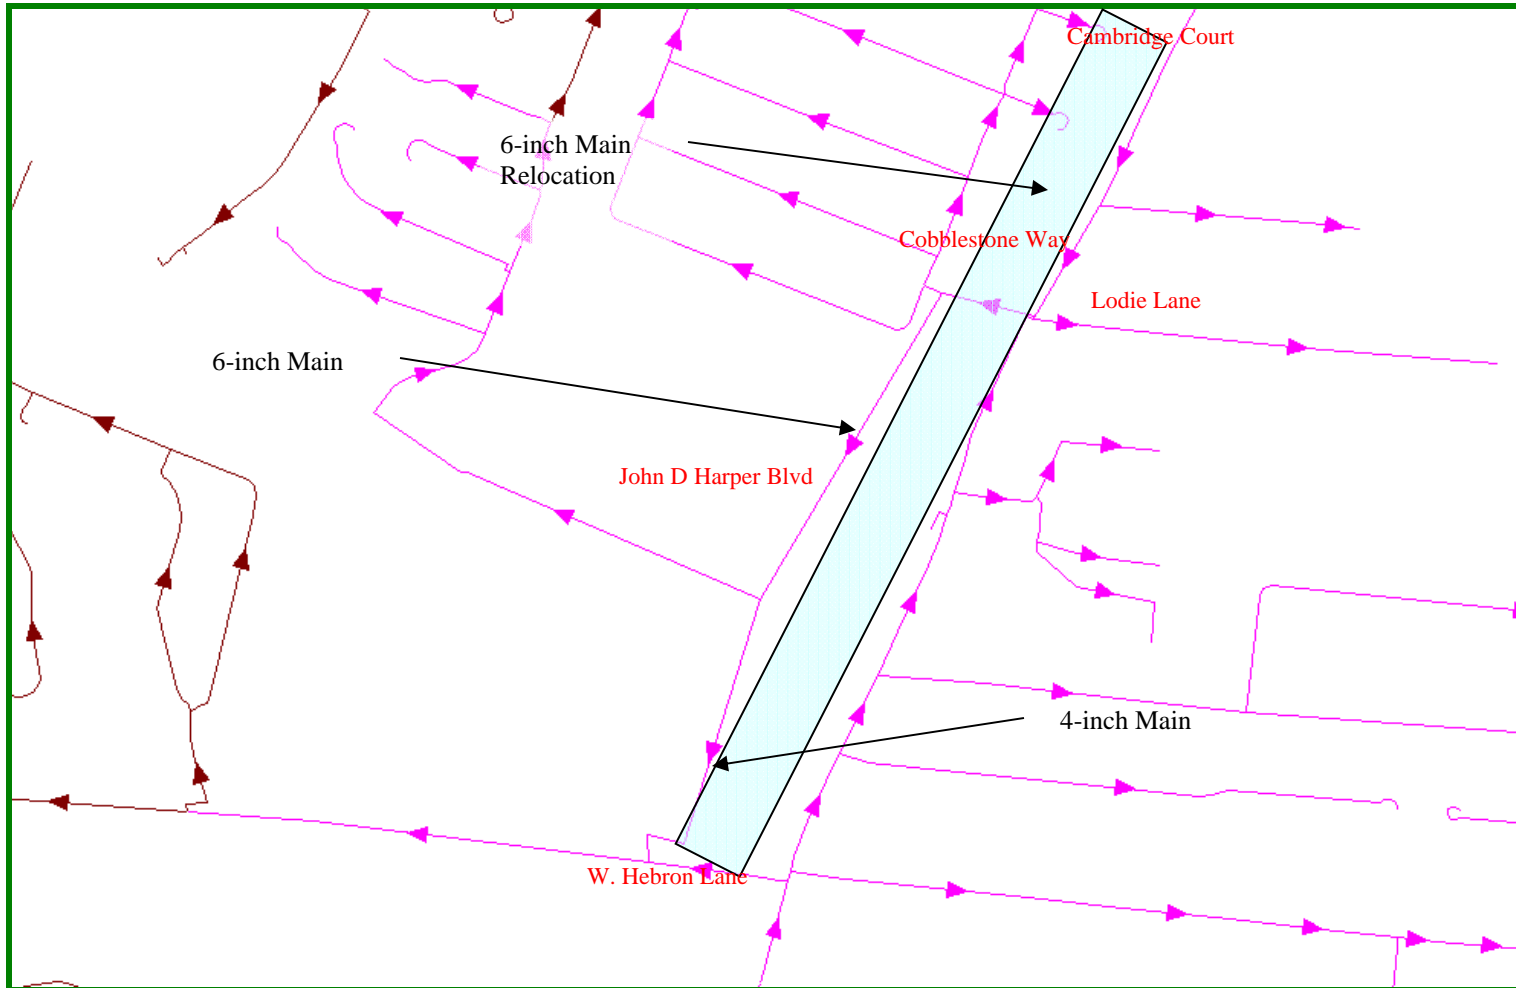 Cambridge Court
6-inch Main
Relocation
Cobblestone Way
Lodie Lane
6-inch Main
John D Harper Blvd
4-inch Main
W. Hebron Lane